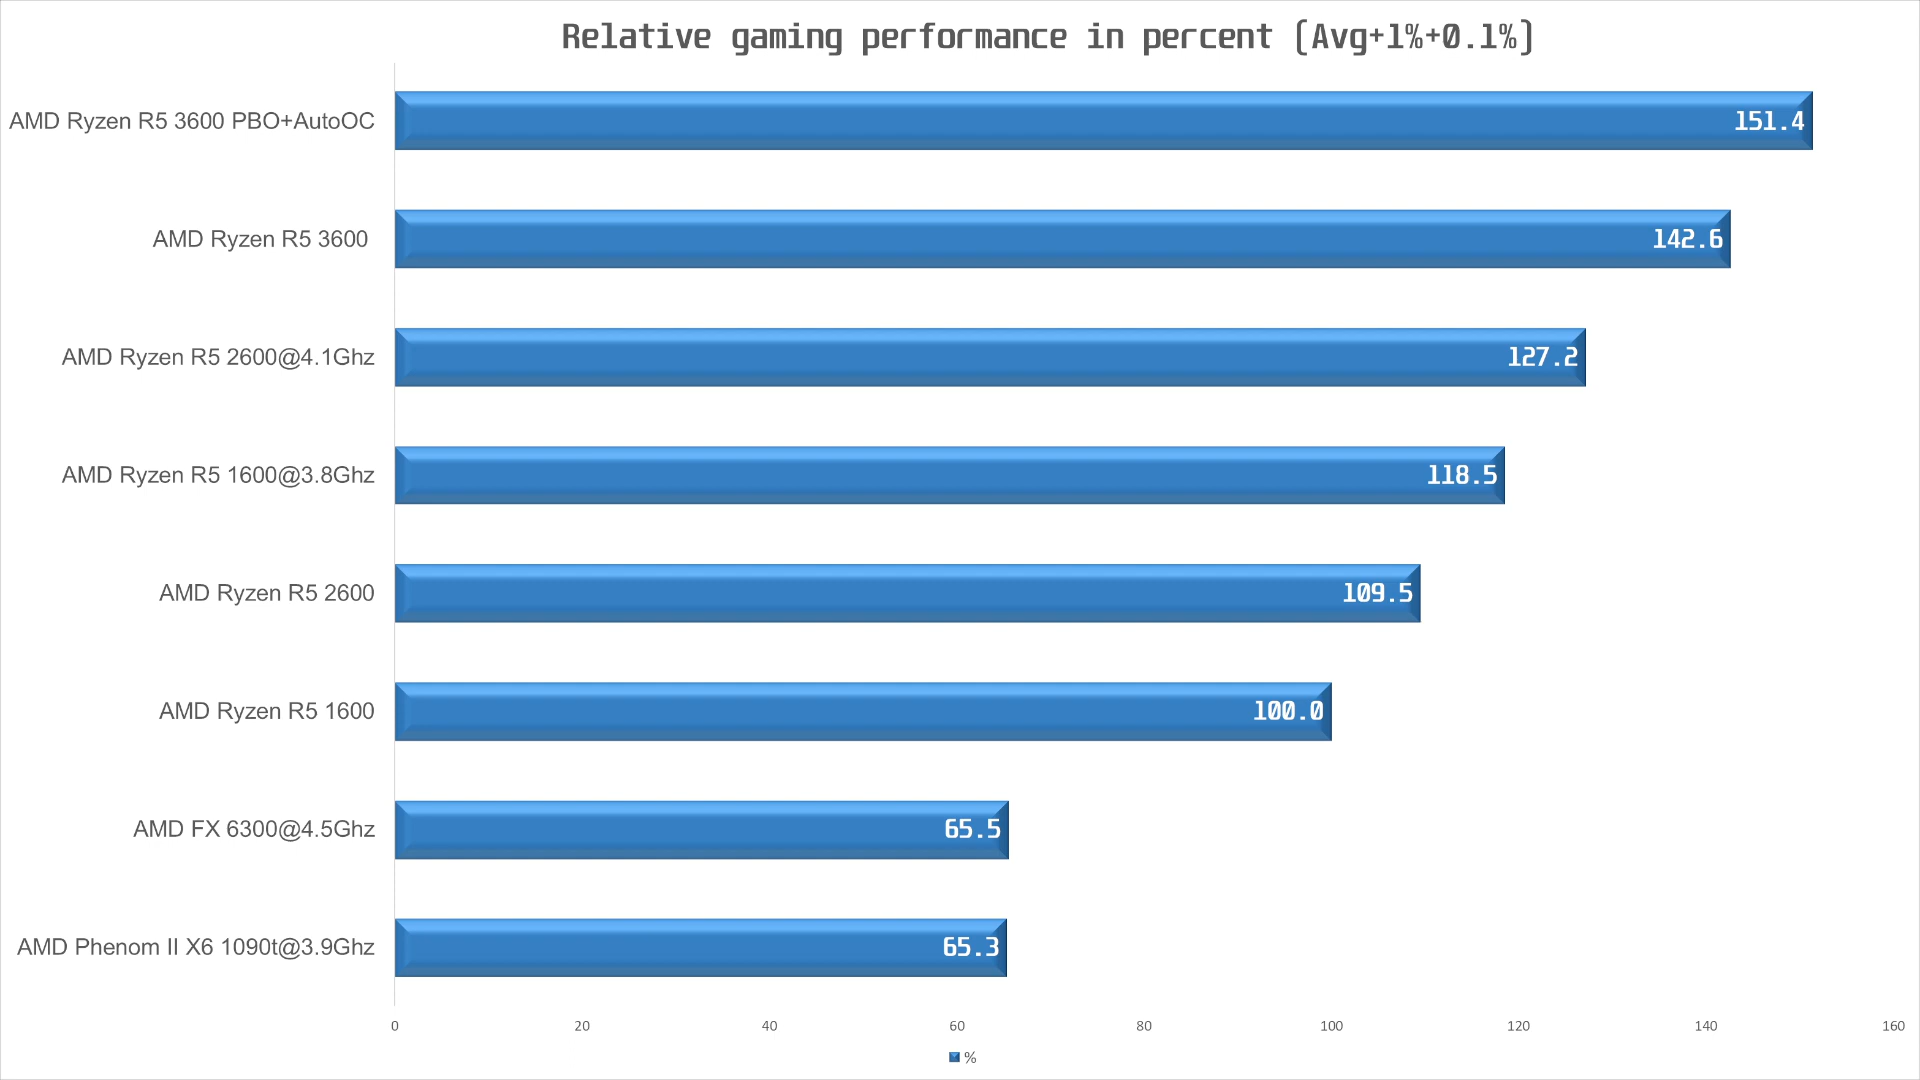 Relative gaming performance in percent (Avg+1%+0.1%)
AMD Ryzen R5 3600 PBO+AutoOC 151.4
AMD Ryzen R5 3600 142.6
AMD Ryzen R5 2600@4.1Ghz 127.2
AMD Ryzen R5 1600@3.8Ghz 118.5
AMD Ryzen R5 2600 109.5
AMD Ryzen R5 1600 100.0
AMD FX 6300@4.5Ghz 65.5
AMD Phenom II X6 1090t@3.9Ghz 65.3
0 20 40 60 80 100 120 140 160
%